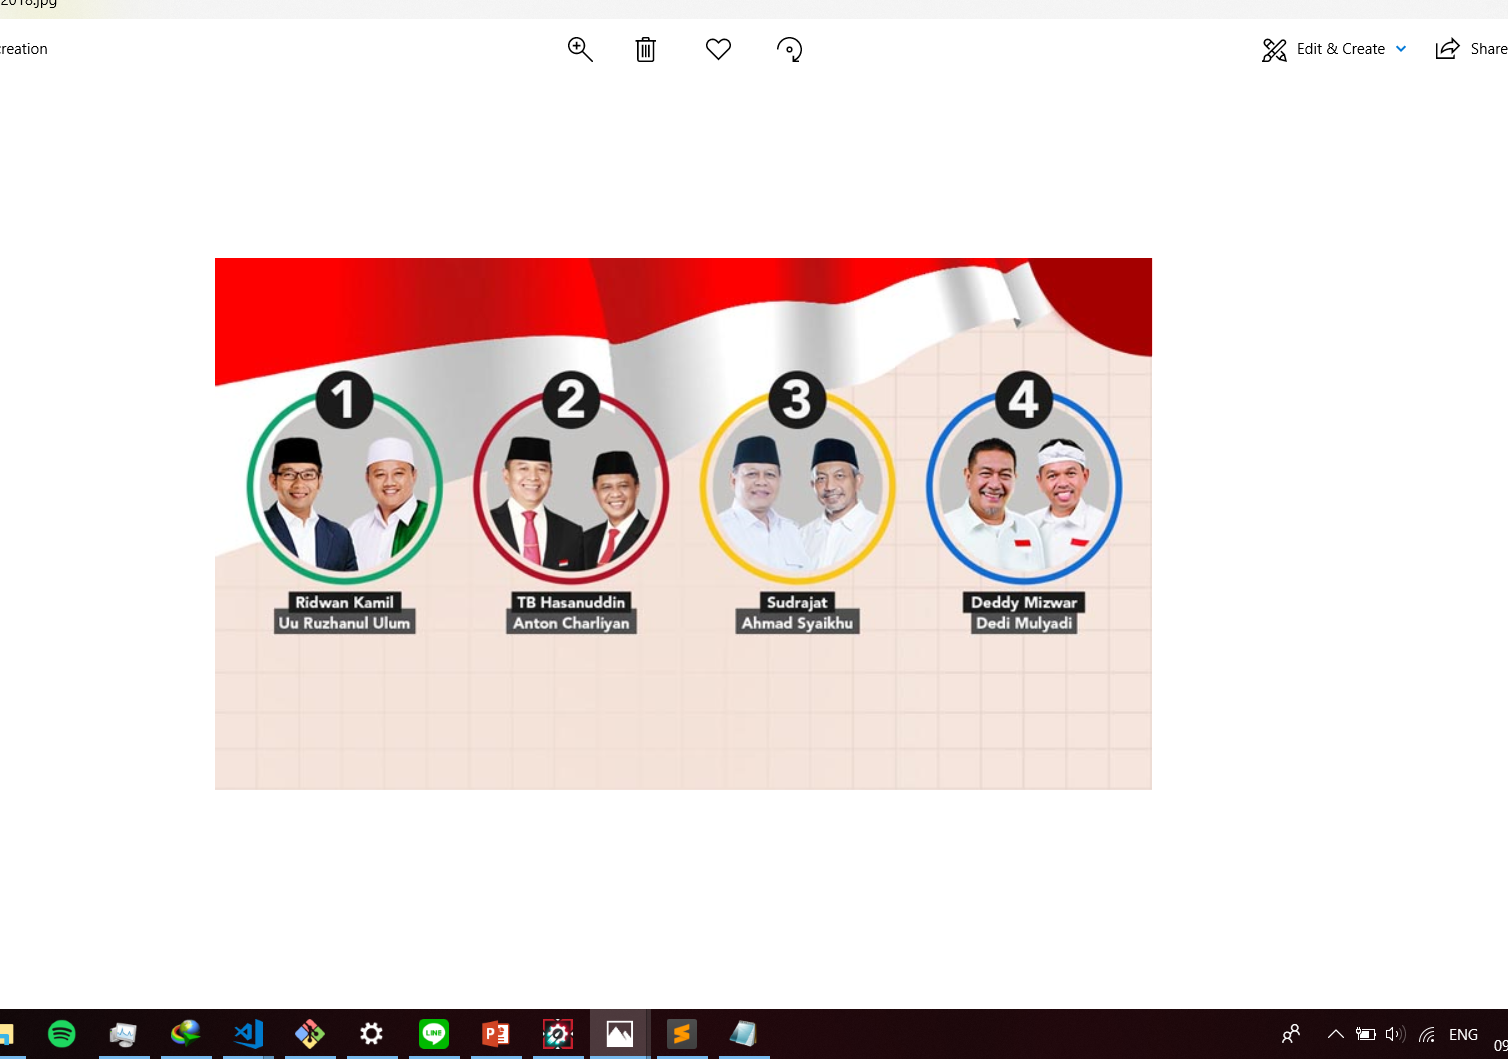 2018.jpg
reation
Edit & Create
Share
1
2
3
4
Ridwan Kamil
Uu Ruzhanul Ulum
TB Hasanuddin
Anton Charliyan
Sudrajat
Ahmad Syaikhu
Deddy Mizwar
Dedi Mulyadi
LINE
P
ENG
09